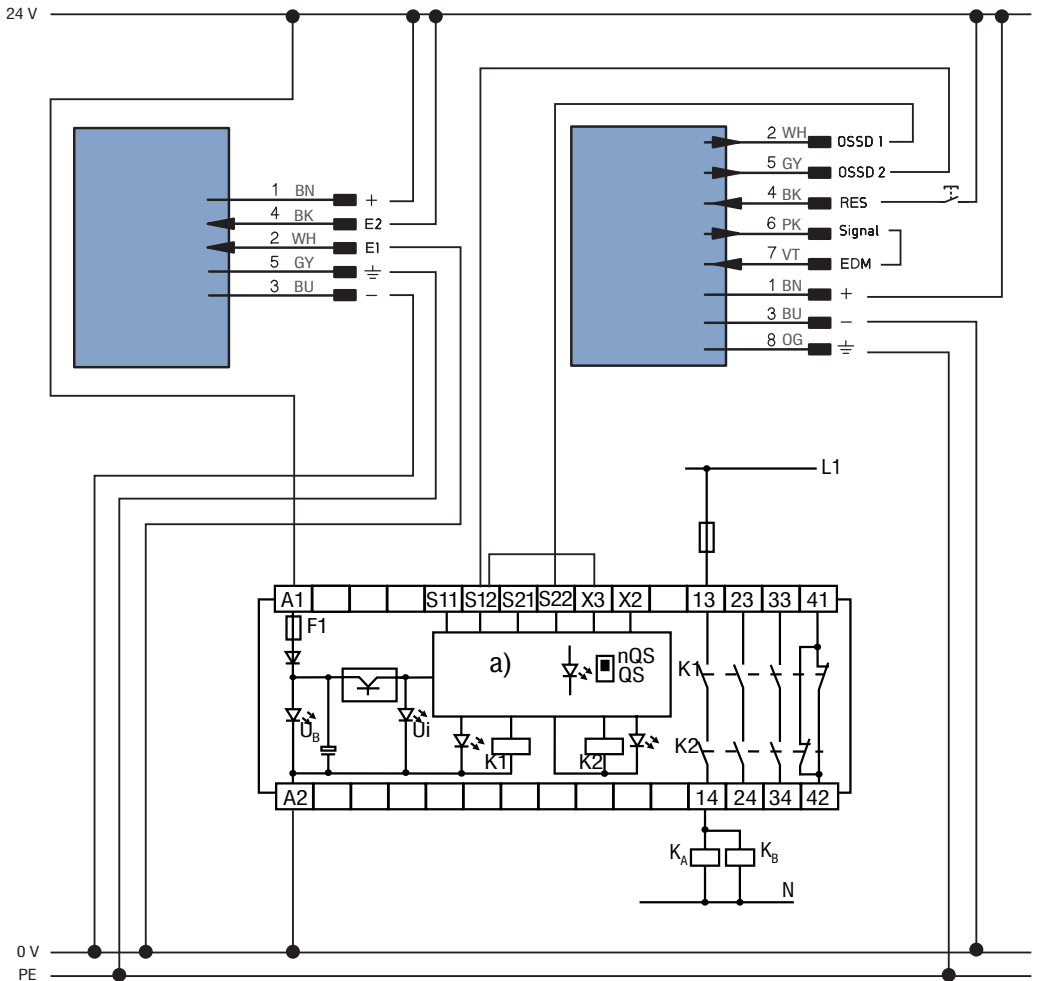 24 V
1 BN +
4 BK E2
2 WH E1
5 GY
3 BU −
2 WH OSSD 1
5 GY OSSD 2
4 BK RES
6 PK Signal
7 VT EDM
1 BN +
3 BU −
8 OG
L1
A1 S11 S12 S21 S22 X3 X2 13 23 33 41
F1
a)
nQS
QS
K1
UB
Ui
K1
K2
K2
A2 14 24 34 42
KA
KB
N
0 V
PE